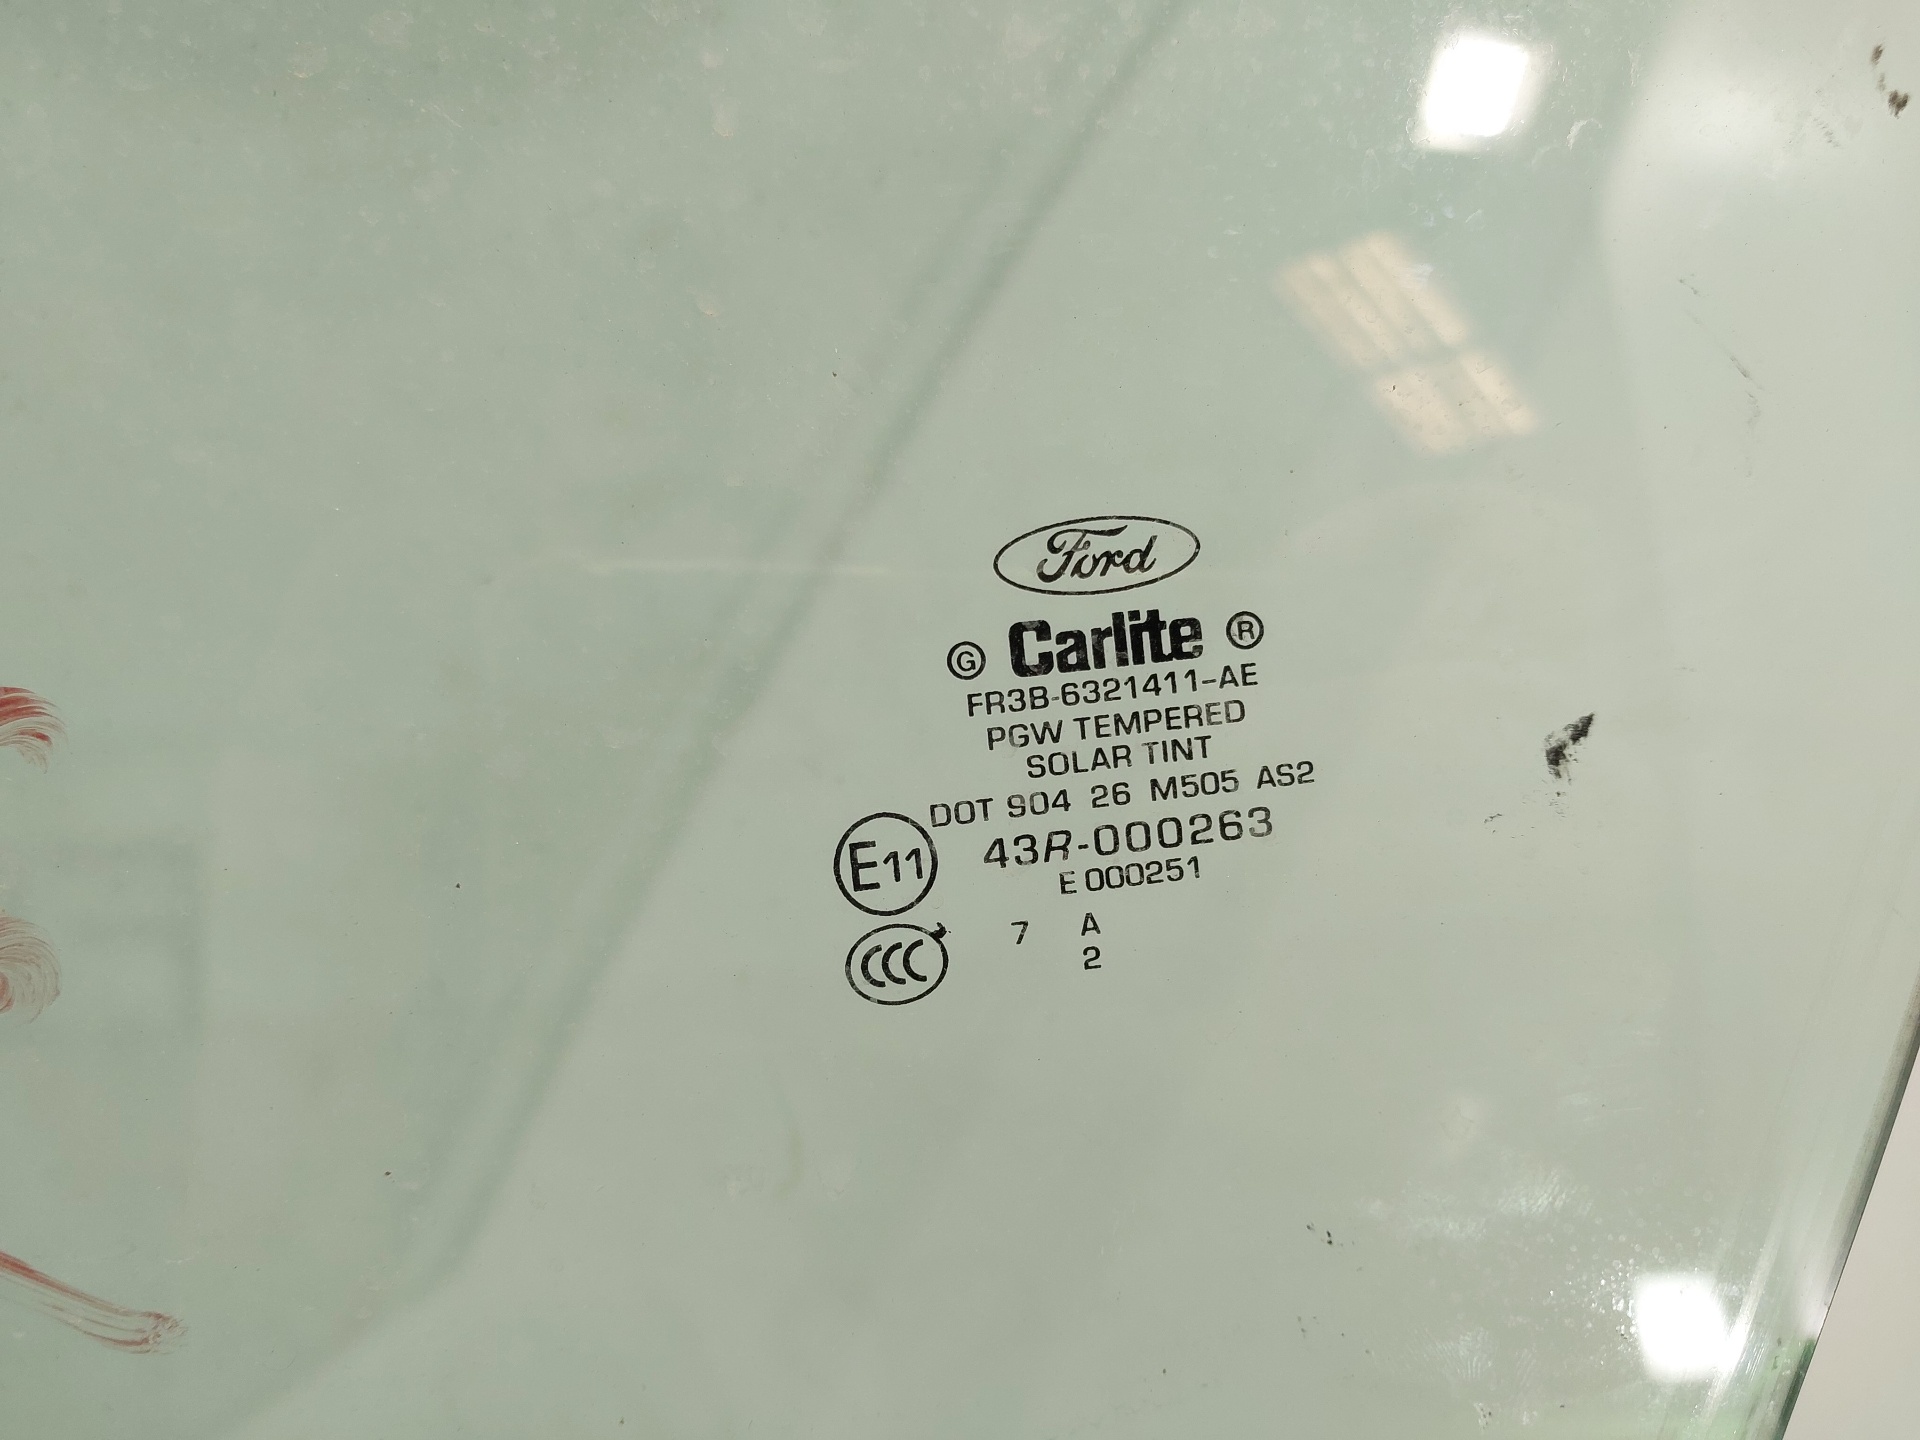 Ford
G Carlite R
FR3B-6321411-AE
PGW TEMPERED
SOLAR TINT
DOT 904 26 M505 AS2
E11 43R-000263
E 000251
CCC 7 A
2